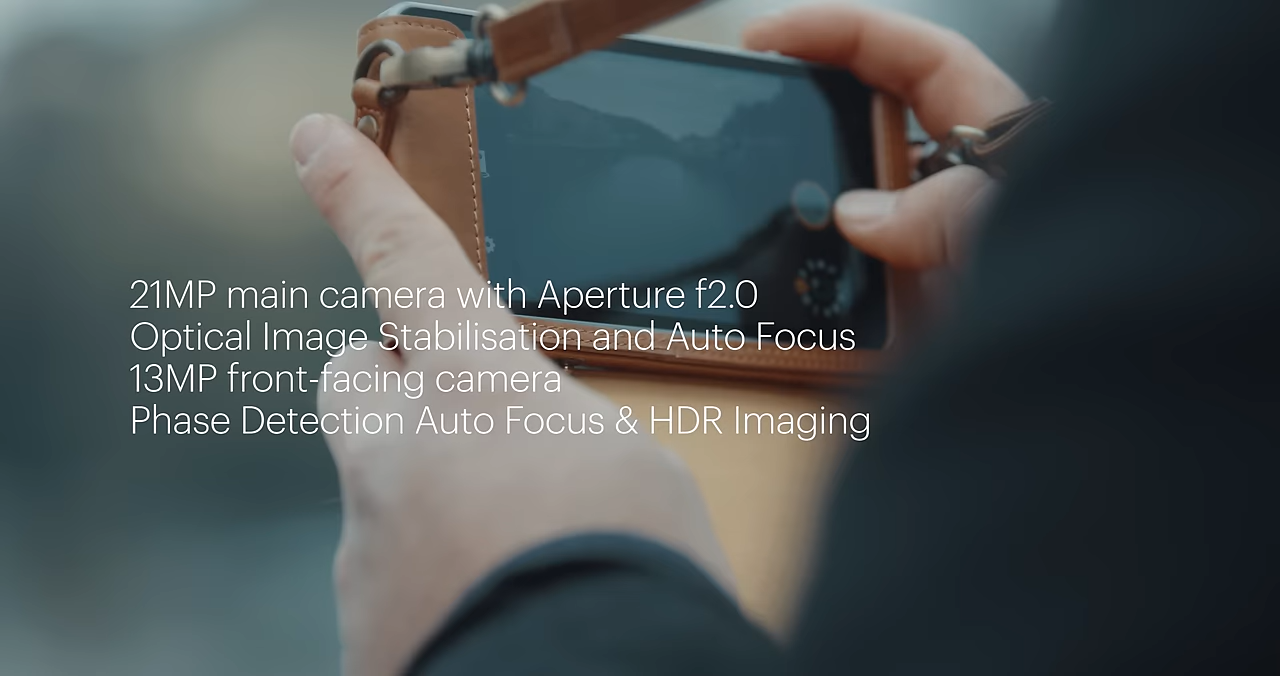 21MP main camera with Aperture f2.0
Optical Image Stabilisation and Auto Focus
13MP front-facing camera
Phase Detection Auto Focus & HDR Imaging